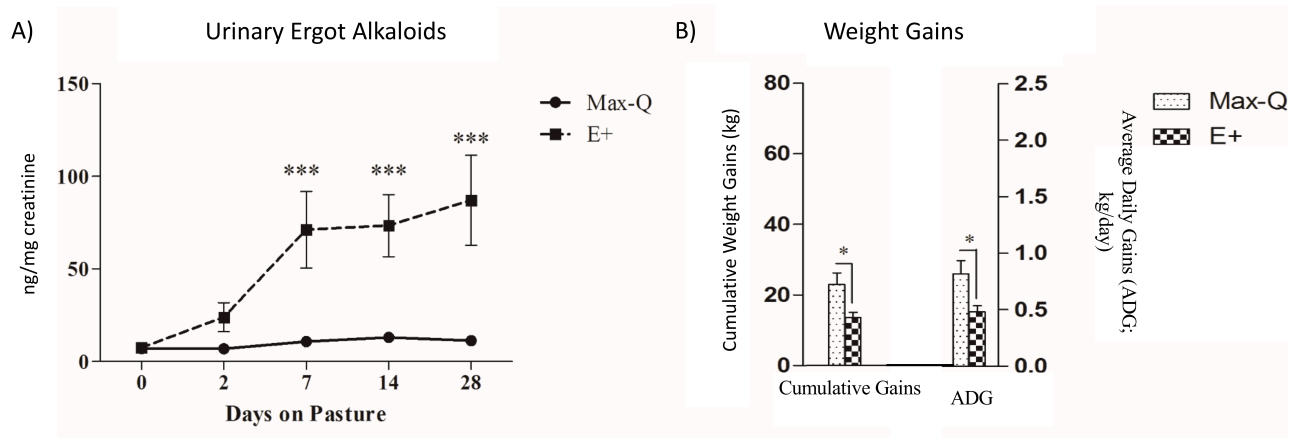 A)
Urinary Ergot Alkaloids
ng/mg creatinine
150
100
50
0
***
***
***
0 2 7 14 28
Days on Pasture
Max-Q
E+
B)
Weight Gains
Cumulative Weight Gains (kg)
80
60
40
20
0
*
*
Cumulative Gains
ADG
2.5
2.0
1.5
1.0
0.5
0.0
Average Daily Gains (ADG;
kg/day)
Max-Q
E+